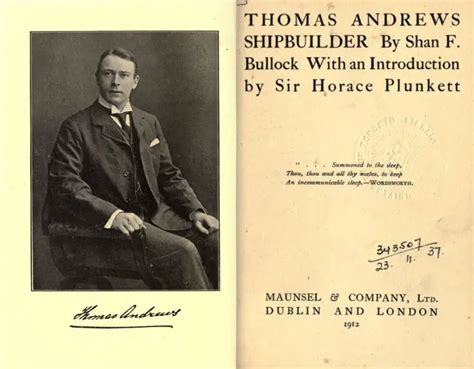 Thomas Andrews
THOMAS ANDREWS
SHIPBUILDER By Shan F.
Bullock With an Introduction
by Sir Horace Plunkett
". . . Summoned to the deep,
Thou, thou and all thy mates, to keep
An incommunicable sleep.—WORDSWORTH.
343507
23. 11. 37.
MAUNSEL & COMPANY, LTD.
DUBLIN AND LONDON
1912